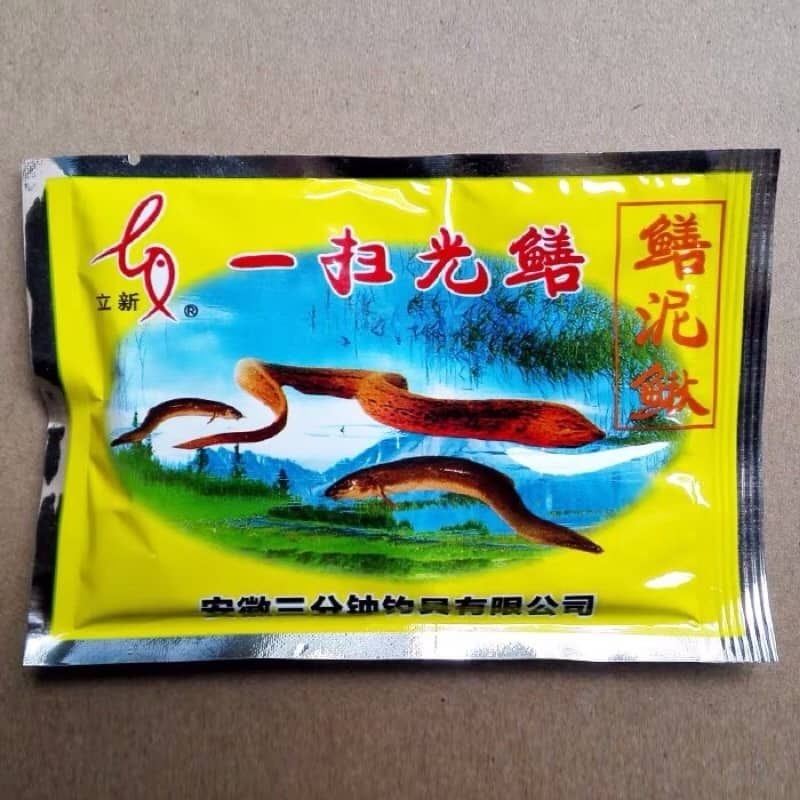 立新
®
一扫光鳝
鳝泥鳅
安徽三分钟钓具有限公司